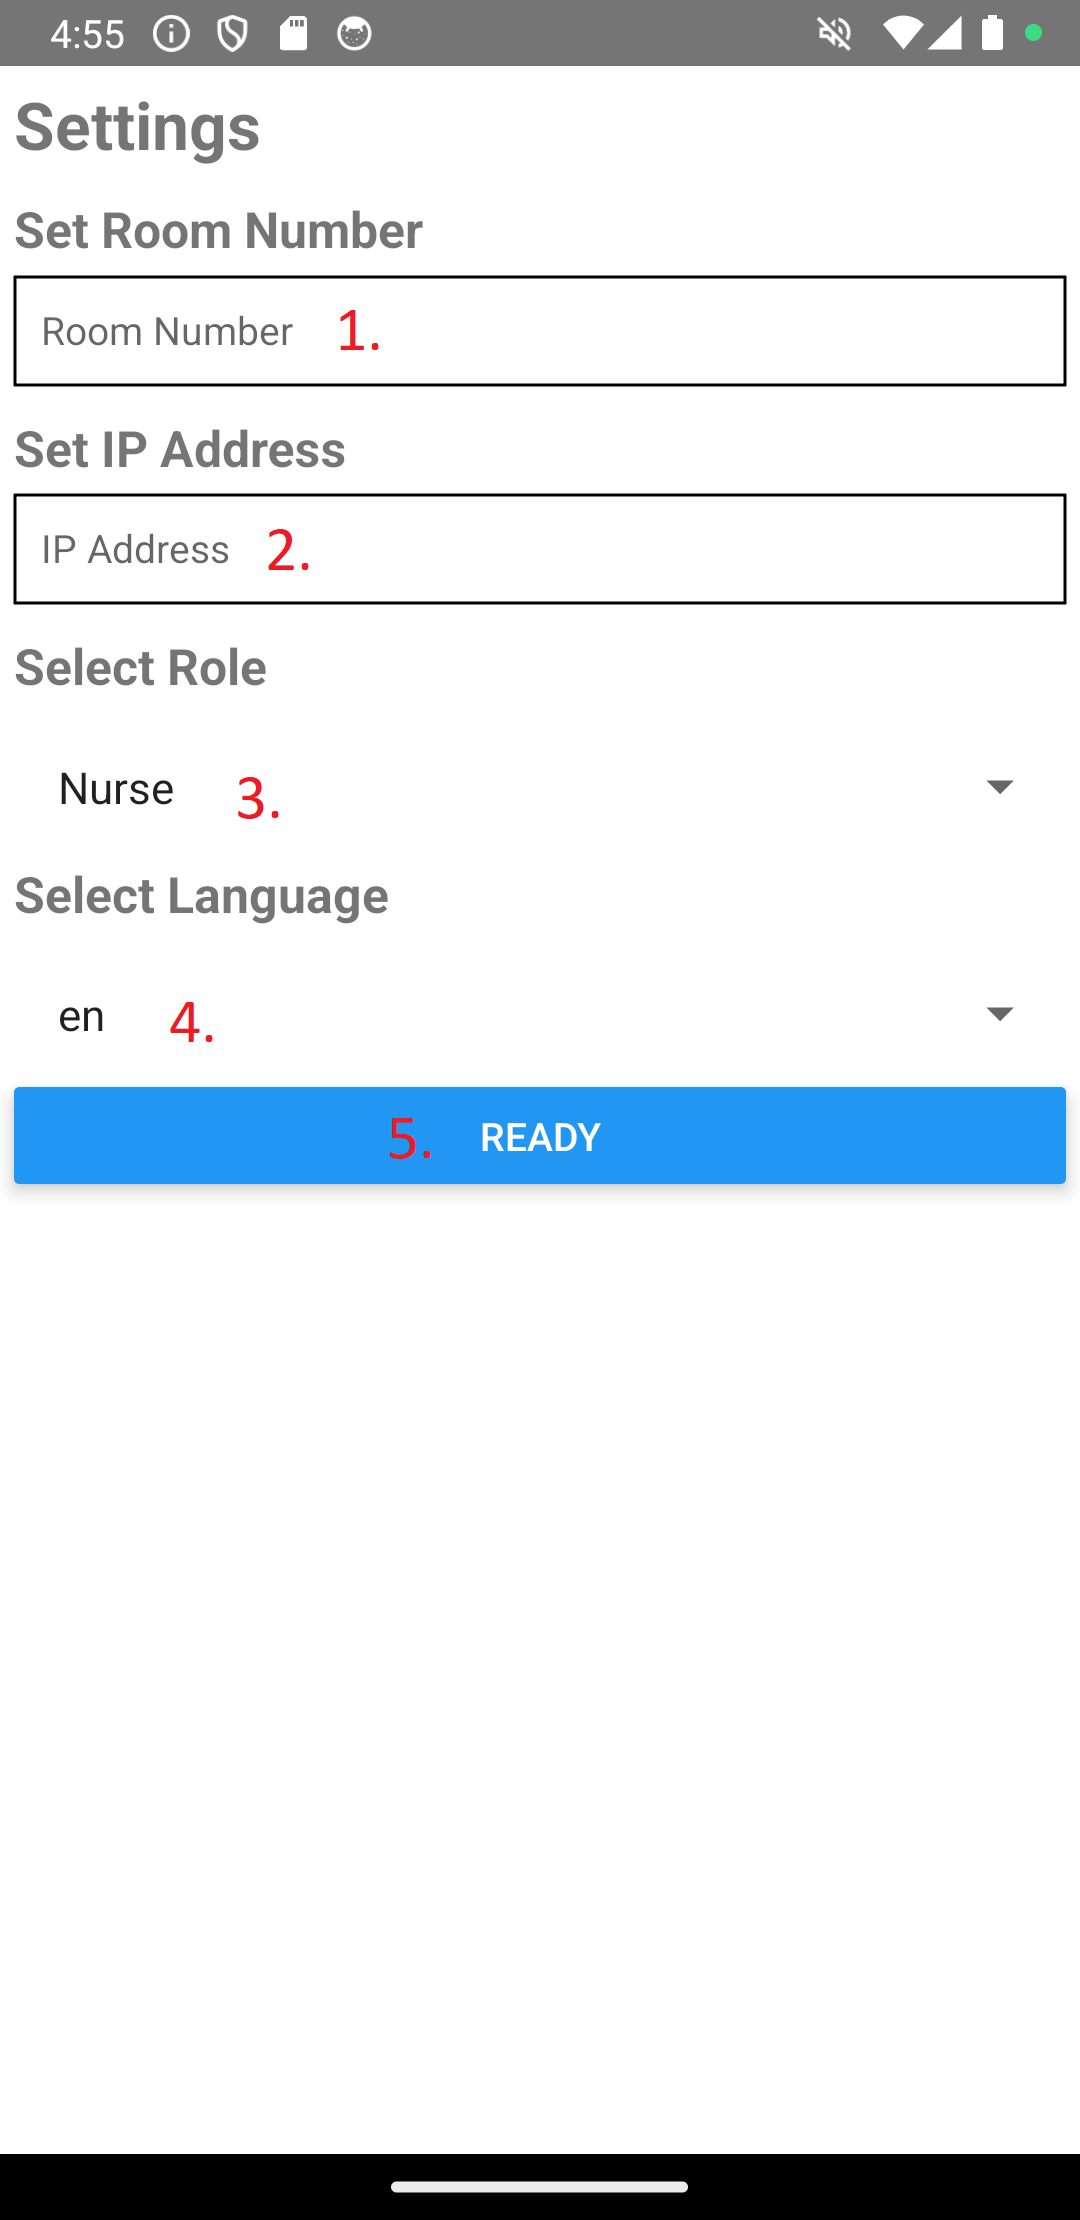 4:55
Settings
Set Room Number
Room Number 1.
Set IP Address
IP Address 2.
Select Role
Nurse 3.
Select Language
en 4.
5. READY